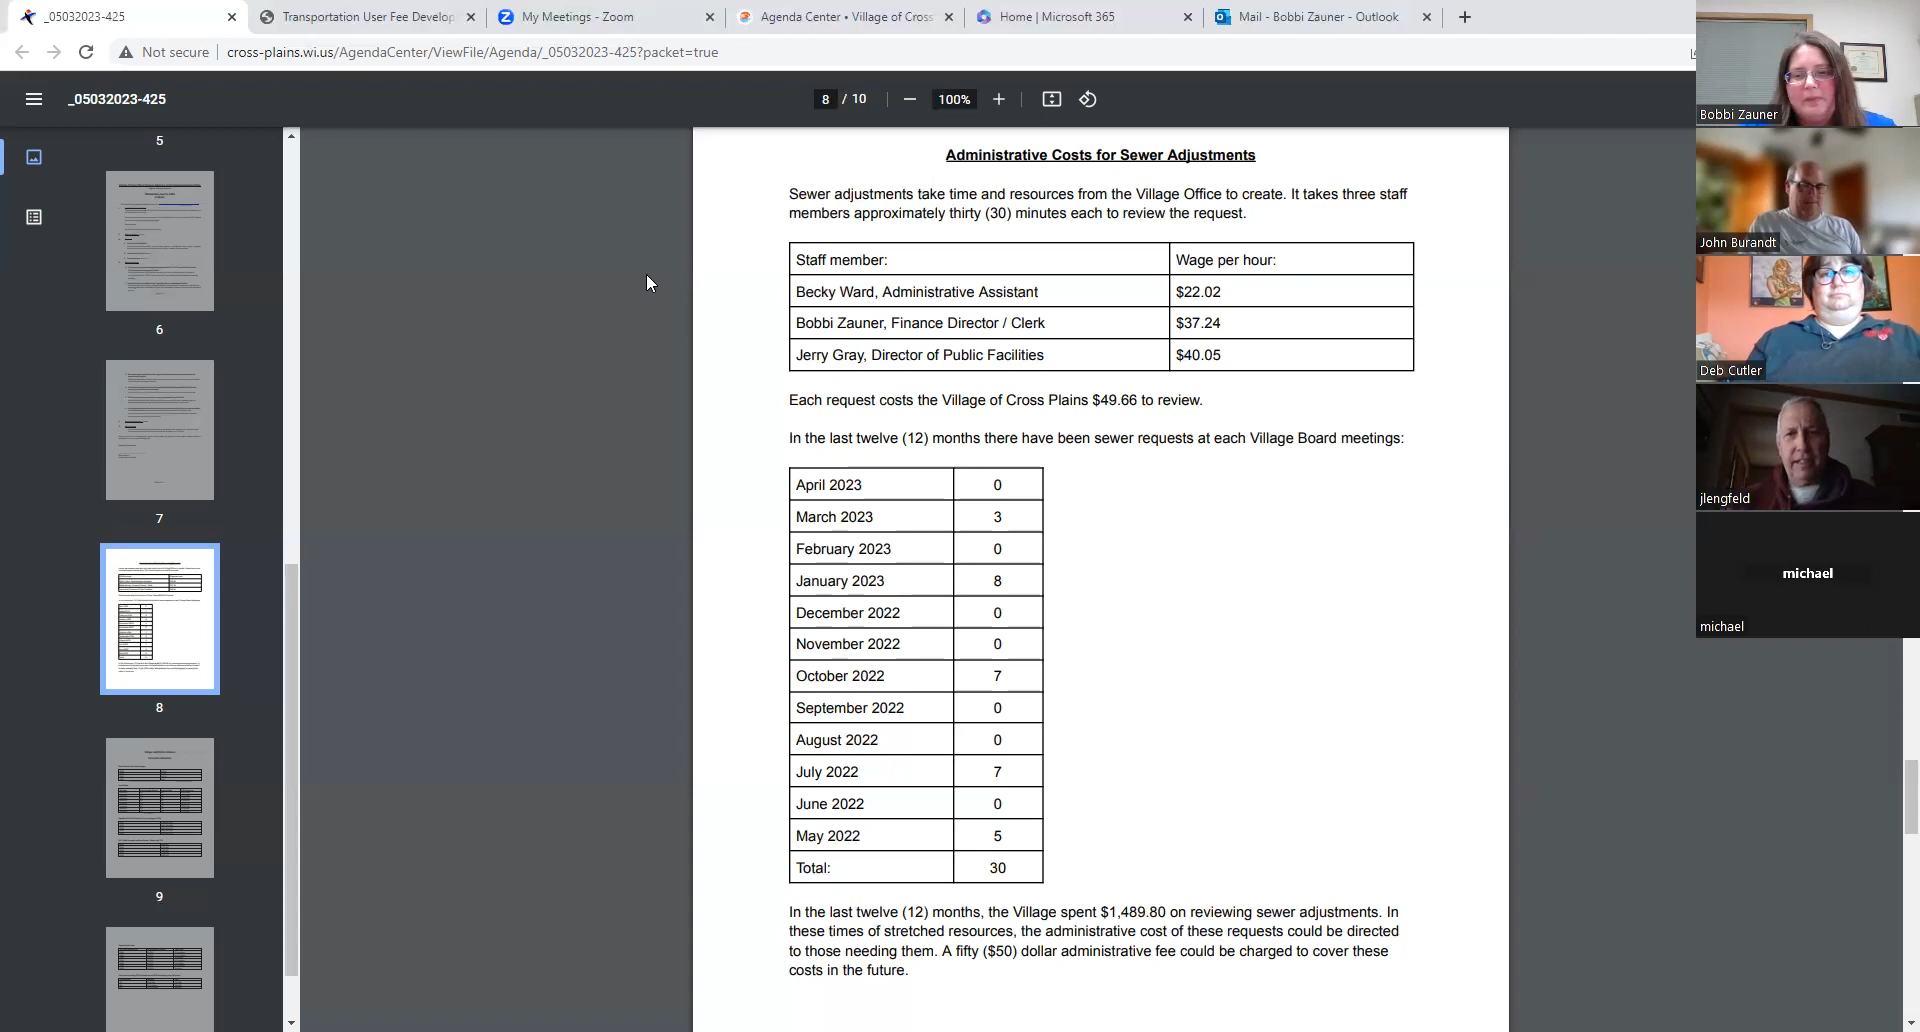 _05032023-425
Transportation User Fee Develop
My Meetings - Zoom
Agenda Center • Village of Cross
Home | Microsoft 365
Mail - Bobbi Zauner - Outlook
Not secure
cross-plains.wi.us/AgendaCenter/ViewFile/Agenda/_05032023-425?packet=true
_05032023-425
8 / 10
100%
5
6
7
8
9
Administrative Costs for Sewer Adjustments
Sewer adjustments take time and resources from the Village Office to create. It takes three staff
members approximately thirty (30) minutes each to review the request.
Staff member: Wage per hour:
Becky Ward, Administrative Assistant $22.02
Bobbi Zauner, Finance Director / Clerk $37.24
Jerry Gray, Director of Public Facilities $40.05
Each request costs the Village of Cross Plains $49.66 to review.
In the last twelve (12) months there have been sewer requests at each Village Board meetings:
April 2023 0
March 2023 3
February 2023 0
January 2023 8
December 2022 0
November 2022 0
October 2022 7
September 2022 0
August 2022 0
July 2022 7
June 2022 0
May 2022 5
Total: 30
In the last twelve (12) months, the Village spent $1,489.80 on reviewing sewer adjustments. In
these times of stretched resources, the administrative cost of these requests could be directed
to those needing them. A fifty ($50) dollar administrative fee could be charged to cover these
costs in the future.
Bobbi Zauner
John Burandt
Deb Cutler
jlengfeld
michael
michael